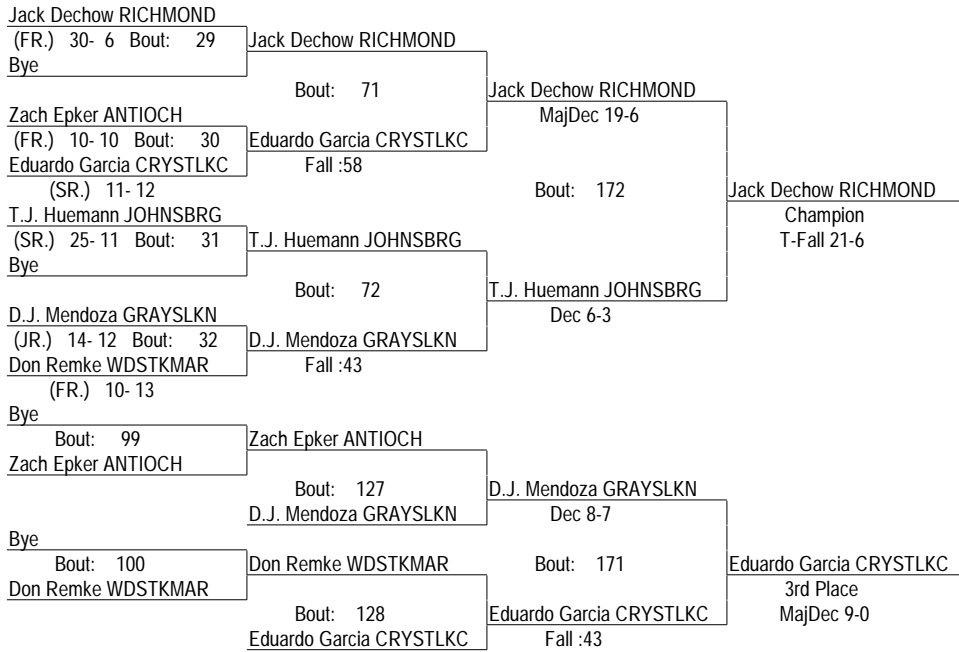 Jack Dechow RICHMOND
(FR.) 30- 6 Bout: 29 Jack Dechow RICHMOND
Bye
Bout: 71 Jack Dechow RICHMOND
Zach Epker ANTIOCH MajDec 19-6
(FR.) 10- 10 Bout: 30 Eduardo Garcia CRYSTLKC
Eduardo Garcia CRYSTLKC Fall :58
(SR.) 11- 12 Bout: 172 Jack Dechow RICHMOND
T.J. Huemann JOHNSBRG Champion
(SR.) 25- 11 Bout: 31 T.J. Huemann JOHNSBRG T-Fall 21-6
Bye
Bout: 72 T.J. Huemann JOHNSBRG
D.J. Mendoza GRAYSLKN Dec 6-3
(JR.) 14- 12 Bout: 32 D.J. Mendoza GRAYSLKN
Don Remke WDSTKMAR Fall :43
(FR.) 10- 13
Bye
Bout: 99 Zach Epker ANTIOCH
Zach Epker ANTIOCH
Bout: 127 D.J. Mendoza GRAYSLKN
D.J. Mendoza GRAYSLKN Dec 8-7
Bye
Bout: 100 Don Remke WDSTKMAR Bout: 171 Eduardo Garcia CRYSTLKC
Don Remke WDSTKMAR 3rd Place
Bout: 128 Eduardo Garcia CRYSTLKC MajDec 9-0
Eduardo Garcia CRYSTLKC Fall :43